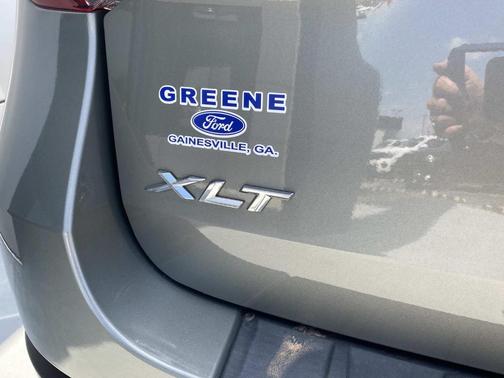 GREENE
Ford
GAINESVILLE, GA.
XLT